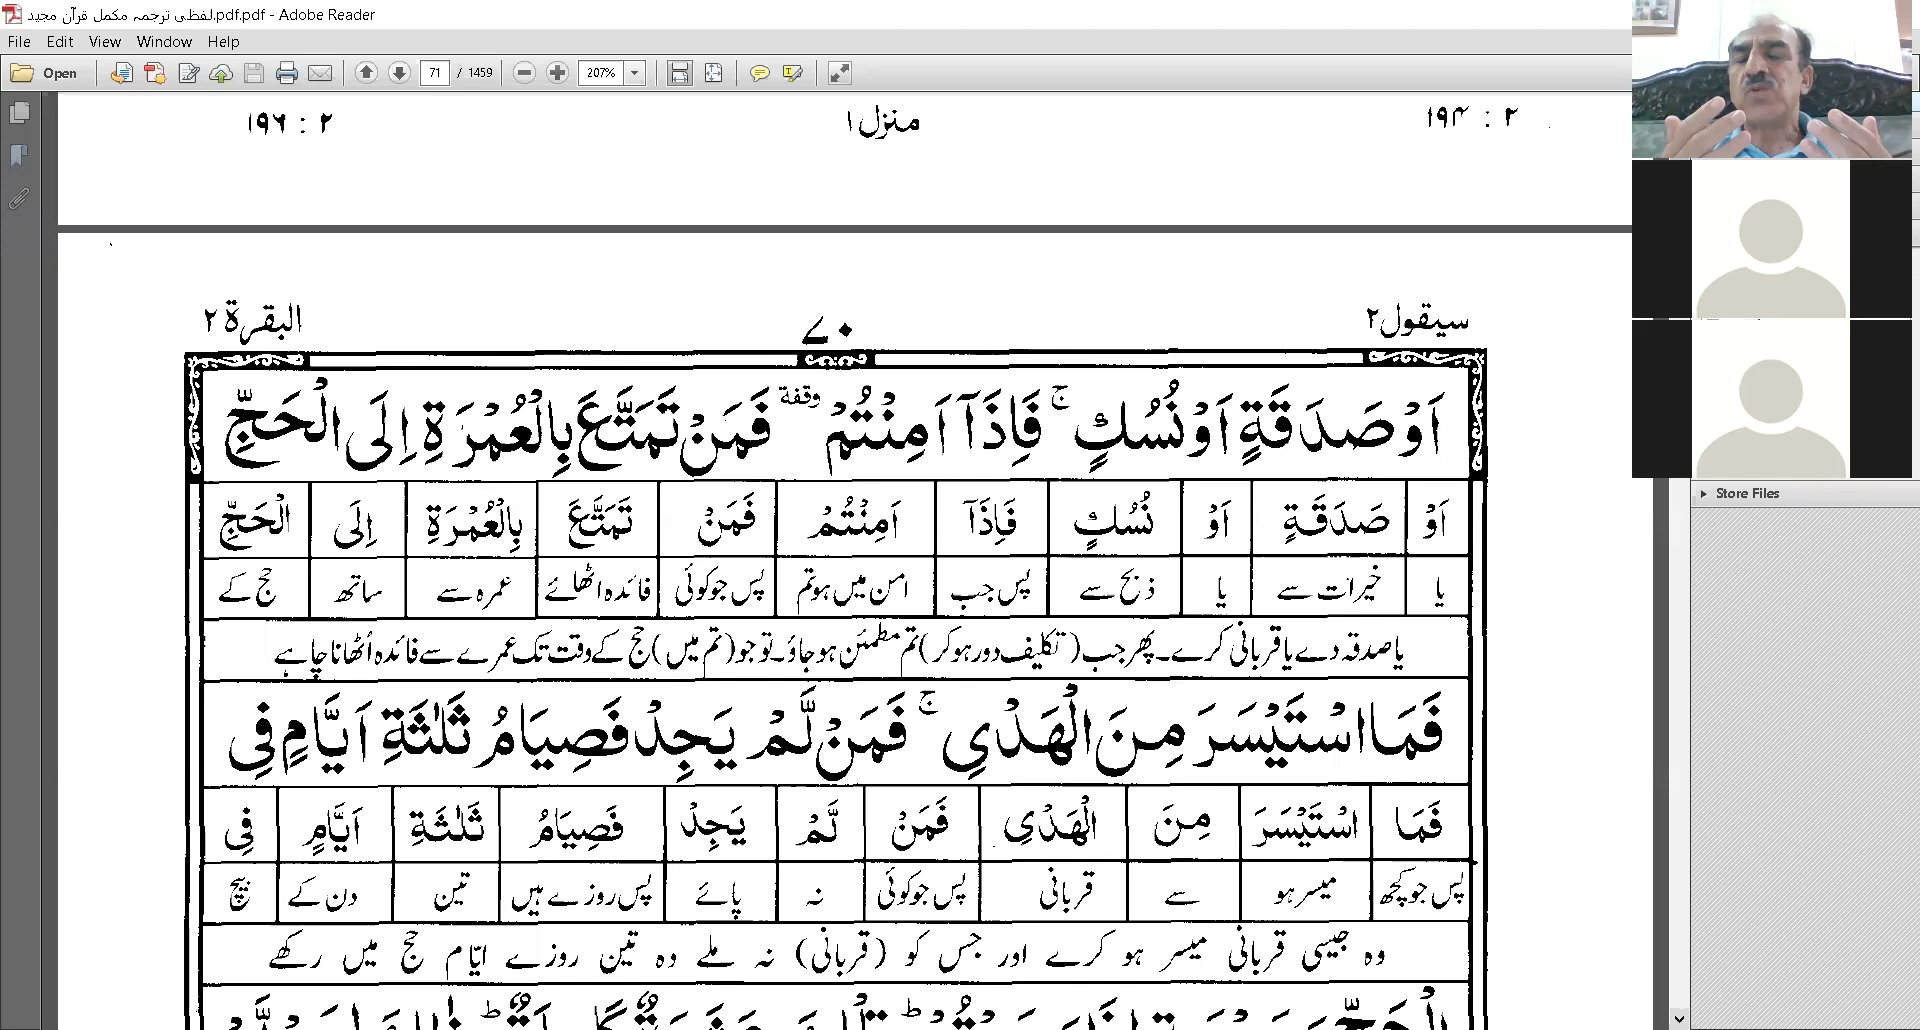 لفظی ترجمہ مکمل قرآن مجید.pdf.pdf - Adobe Reader
File Edit View Window Help
Open 71 / 1459 207%
۱۹۴ : ۲ منزل ۱ ۱۹۶ : ۲
سیقول ۲ ۷۰ البقرة ۲
اَوْ صَدَقَةٍ اَوْ نُسُكٍ ۚ فَاِذَاۤ اَمِنْتُمْ وقفة فَمَنْ تَمَتَّعَ بِالْعُمْرَةِ اِلَى الْحَجِّ
اَوْ صَدَقَةٍ اَوْ نُسُكٍ فَاِذَاۤ اَمِنْتُمْ فَمَنْ تَمَتَّعَ بِالْعُمْرَةِ اِلَى الْحَجِّ
یا خیرات سے یا ذبح سے پس جب امن میں ہو تم پس جو کوئی فائدہ اٹھائے عمرہ سے ساتھ حج کے
یا صدقہ دے یا قربانی کرے۔ پھر جب (تکلیف دور ہو کر) تم مطمئن ہو جاؤ۔ تو جو (تم میں) حج کے وقت تک عمرے سے فائدہ اُٹھانا چاہے
فَمَا اسْتَيْسَرَ مِنَ الْهَدْيِ ۚ فَمَنْ لَّمْ يَجِدْ فَصِيَامُ ثَلٰثَةِ اَيَّامٍ فِي
فَمَا اسْتَيْسَرَ مِنَ الْهَدْيِ فَمَنْ لَّمْ يَجِدْ فَصِيَامُ ثَلٰثَةِ اَيَّامٍ فِي
پس جو کچھ میسر ہو سے قربانی پس جو کوئی نہ پائے پس روزے ہیں تین دن کے بیچ
وہ جیسی قربانی میسر ہو کرے اور جس کو (قربانی) نہ ملے وہ تین روزے ایّام حج میں رکھے
Store Files